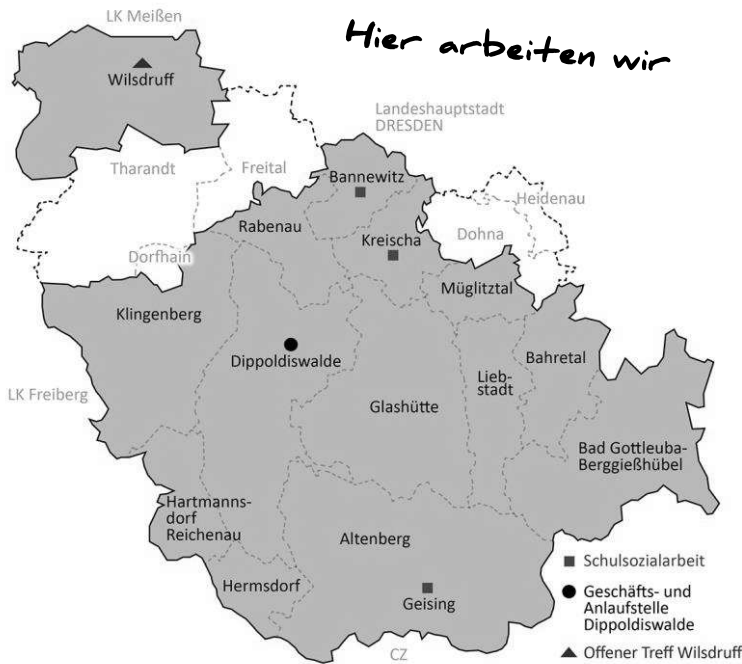 LK Meißen
Hier arbeiten wir
Wilsdruff
Landeshauptstadt
DRESDEN
Tharandt
Freital
Bannewitz
Heidenau
Rabenau
Kreischa
Dohna
Dorfhain
Müglitztal
Klingenberg
Dippoldiswalde
Bahretal
Lieb-
stadt
LK Freiberg
Glashütte
Bad Gottleuba-
Berggießhübel
Hartmanns-
dorf
Reichenau
Altenberg
Hermsdorf
Geising
CZ
Schulsozialarbeit
Geschäfts- und
Anlaufstelle
Dippoldiswalde
Offener Treff Wilsdruff